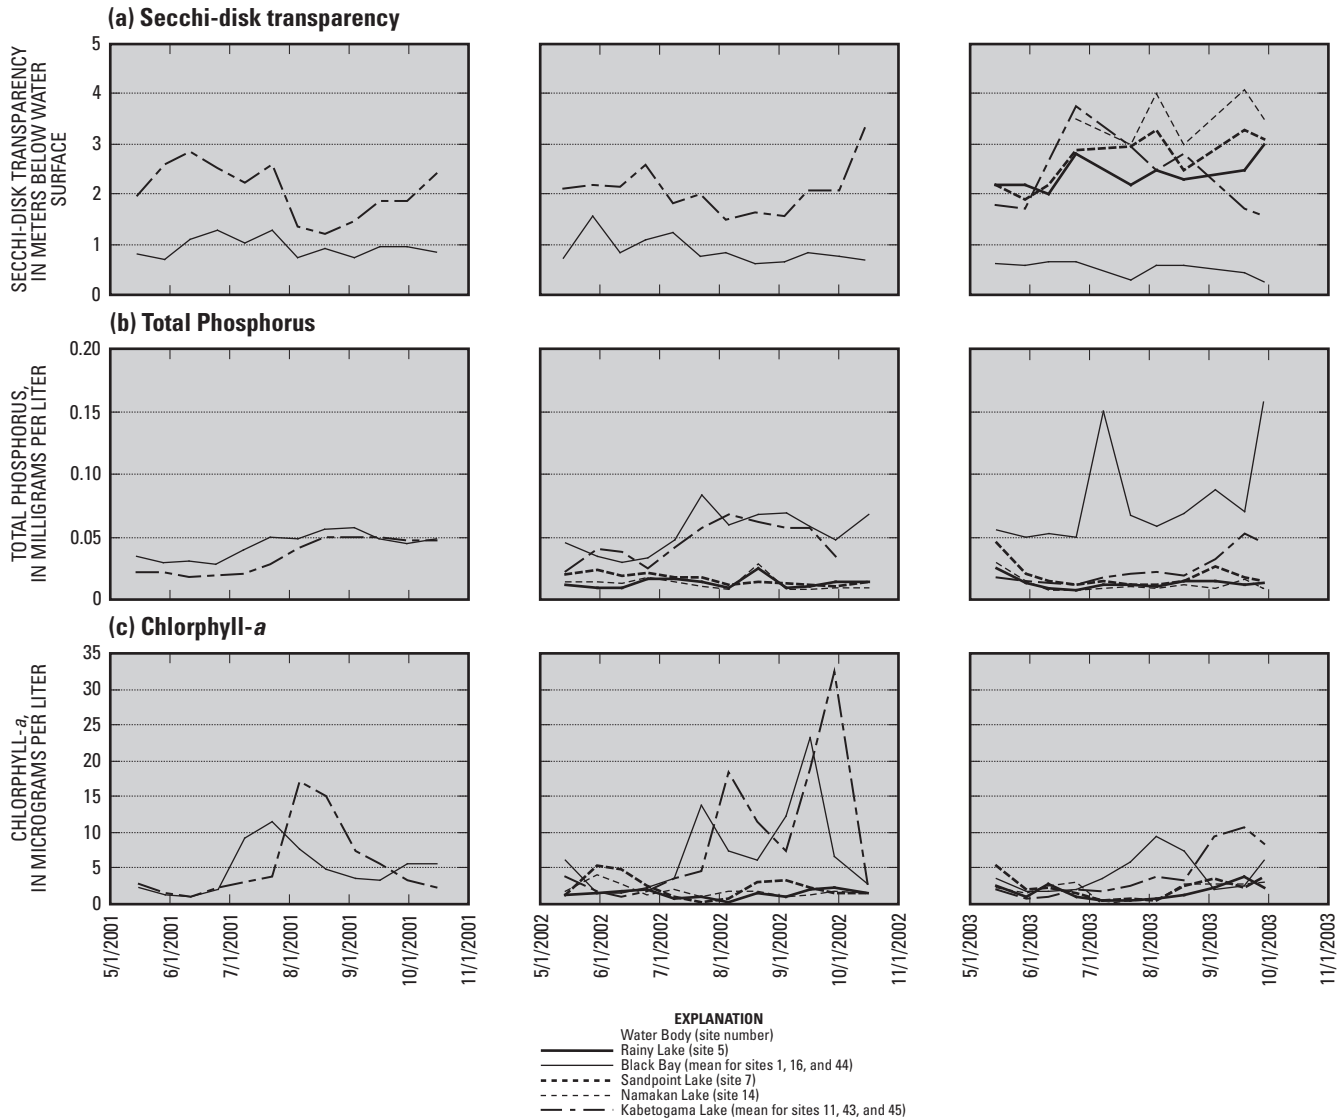 (a) Secchi-disk transparency
SECCHI-DISK TRANSPARENCY
IN METERS BELOW WATER
SURFACE
5
4
3
2
1
0
(b) Total Phosphorus
TOTAL PHOSPHORUS,
IN MILLIGRAMS PER LITER
0.20
0.15
0.10
0.05
0
(c) Chlorphyll-a
CHLORPHYLL-a,
IN MICROGRAMS PER LITER
35
30
25
20
15
10
5
0
5/1/2001
6/1/2001
7/1/2001
8/1/2001
9/1/2001
10/1/2001
11/1/2001
5/1/2002
6/1/2002
7/1/2002
8/1/2002
9/1/2002
10/1/2002
11/1/2002
5/1/2003
6/1/2003
7/1/2003
8/1/2003
9/1/2003
10/1/2003
11/1/2003
EXPLANATION
Water Body (site number)
Rainy Lake (site 5)
Black Bay (mean for sites 1, 16, and 44)
Sandpoint Lake (site 7)
Namakan Lake (site 14)
Kabetogama Lake (mean for sites 11, 43, and 45)